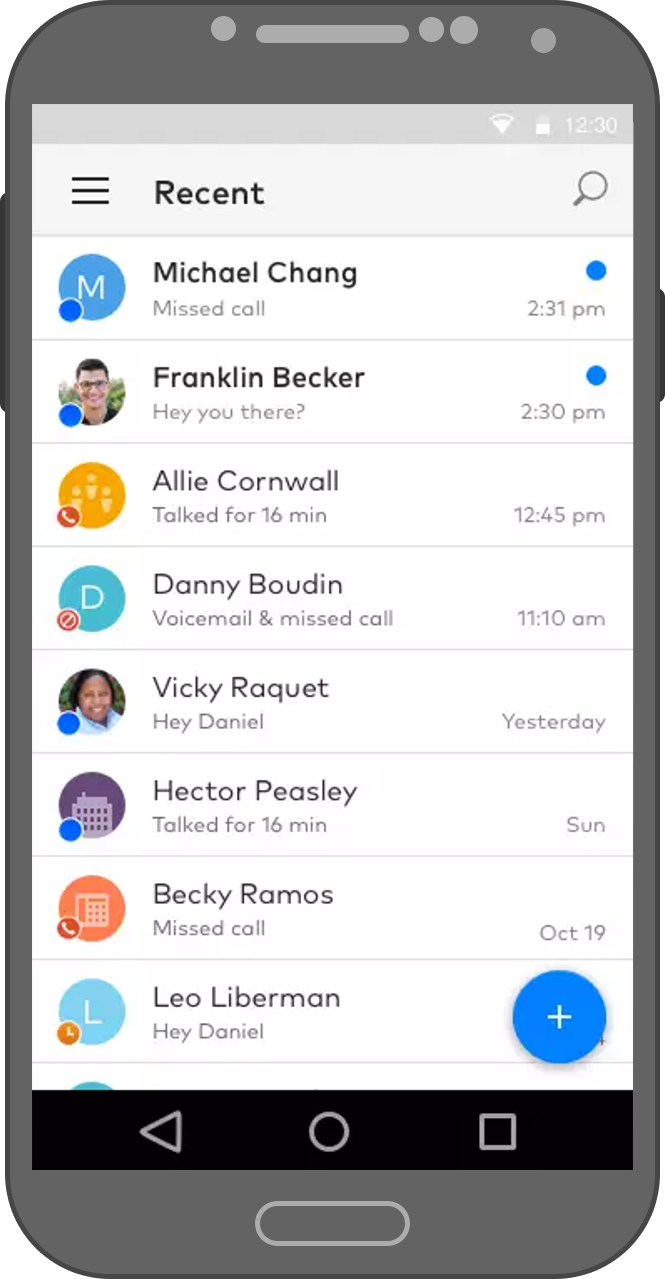 12:30
Recent
M
Michael Chang
Missed call
2:31 pm
Franklin Becker
Hey you there?
2:30 pm
Allie Cornwall
Talked for 16 min
12:45 pm
D
Danny Boudin
Voicemail & missed call
11:10 am
Vicky Raquet
Hey Daniel
Yesterday
Hector Peasley
Talked for 16 min
Sun
Becky Ramos
Missed call
Oct 19
L
Leo Liberman
Hey Daniel
+